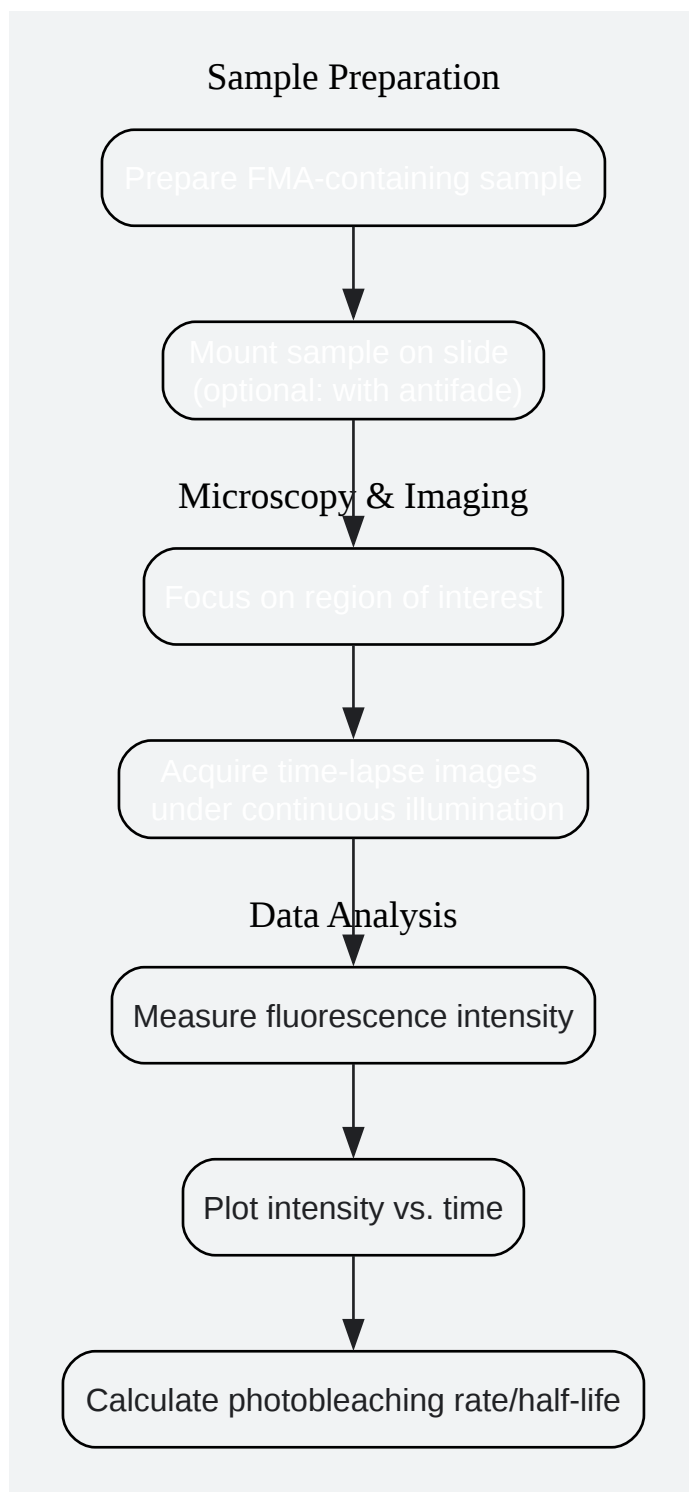 Sample Preparation
Prepare FMA-containing sample
Mount sample on slide
(optional: with antifade)
Microscopy & Imaging
Focus on region of interest
Acquire time-lapse images
under continuous illumination
Data Analysis
Measure fluorescence intensity
Plot intensity vs. time
Calculate photobleaching rate/half-life